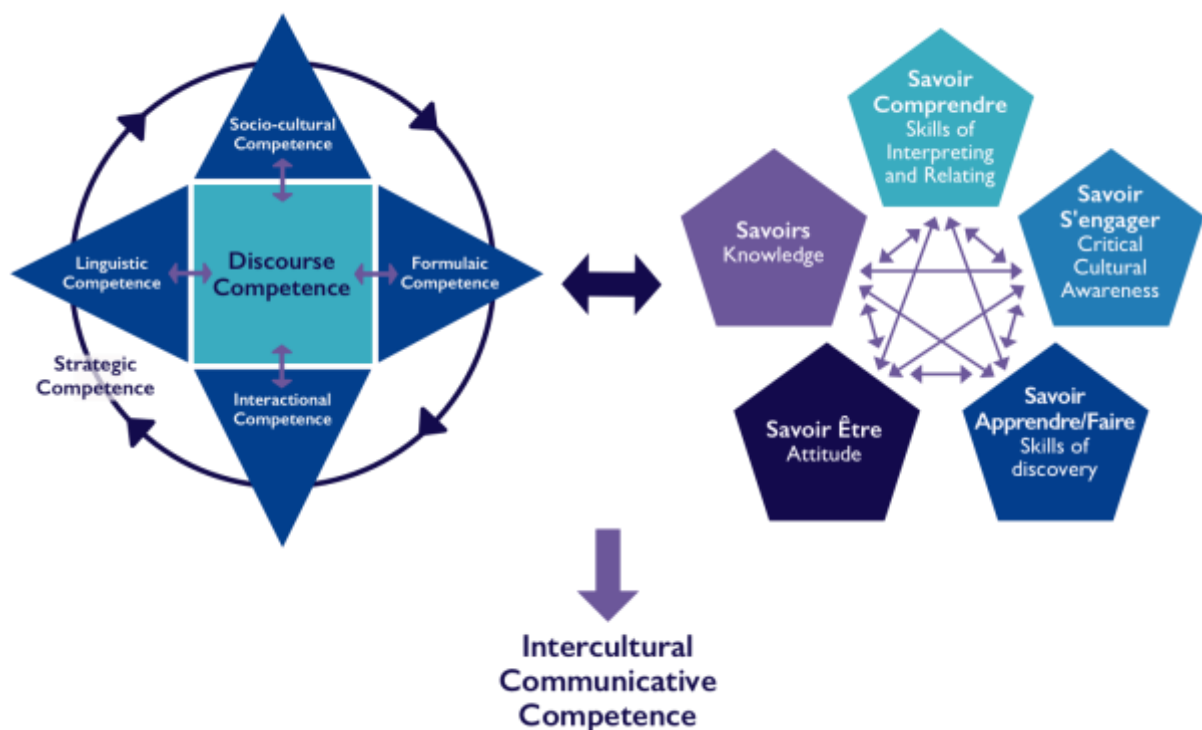 Socio-cultural
Competence
Linguistic
Competence
Discourse
Competence
Formulaic
Competence
Strategic
Competence
Interactional
Competence
Savoir
Comprendre
Skills of
Interpreting
and Relating
Savoirs
Knowledge
Savoir
S'engager
Critical
Cultural
Awareness
Savoir Être
Attitude
Savoir
Apprendre/Faire
Skills of
discovery
Intercultural
Communicative
Competence